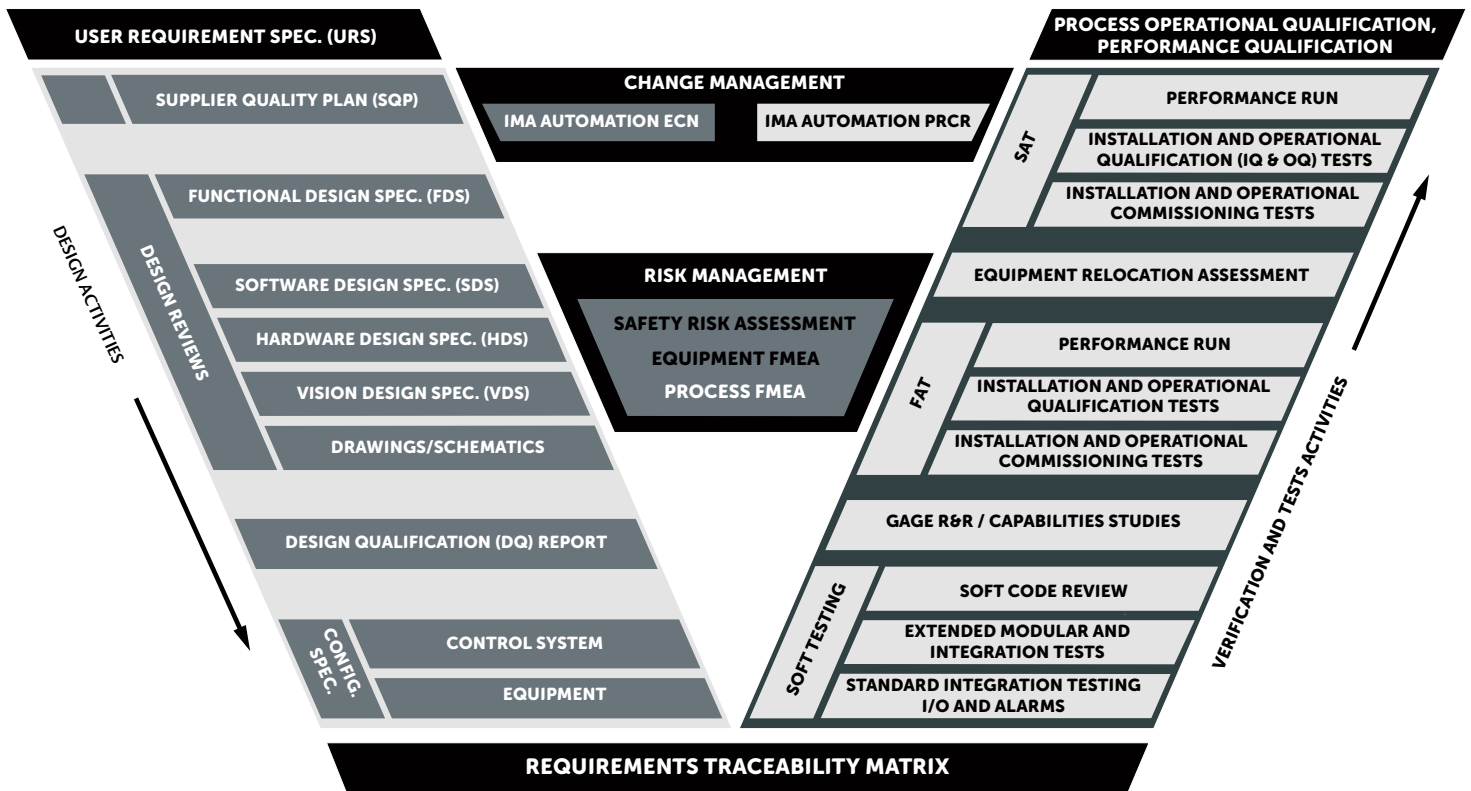 USER REQUIREMENT SPEC. (URS)
SUPPLIER QUALITY PLAN (SQP)
DESIGN ACTIVITIES
DESIGN REVIEWS
FUNCTIONAL DESIGN SPEC. (FDS)
SOFTWARE DESIGN SPEC. (SDS)
HARDWARE DESIGN SPEC. (HDS)
VISION DESIGN SPEC. (VDS)
DRAWINGS/SCHEMATICS
DESIGN QUALIFICATION (DQ) REPORT
CONFIG.
SPEC.
CONTROL SYSTEM
EQUIPMENT
CHANGE MANAGEMENT
IMA AUTOMATION ECN
IMA AUTOMATION PRCR
RISK MANAGEMENT
SAFETY RISK ASSESSMENT
EQUIPMENT FMEA
PROCESS FMEA
PROCESS OPERATIONAL QUALIFICATION,
PERFORMANCE QUALIFICATION
SAT
PERFORMANCE RUN
INSTALLATION AND OPERATIONAL
QUALIFICATION (IQ & OQ) TESTS
INSTALLATION AND OPERATIONAL
COMMISSIONING TESTS
EQUIPMENT RELOCATION ASSESSMENT
FAT
PERFORMANCE RUN
INSTALLATION AND OPERATIONAL
QUALIFICATION TESTS
INSTALLATION AND OPERATIONAL
COMMISSIONING TESTS
GAGE R&R / CAPABILITIES STUDIES
SOFT TESTING
SOFT CODE REVIEW
EXTENDED MODULAR AND
INTEGRATION TESTS
STANDARD INTEGRATION TESTING
I/O AND ALARMS
VERIFICATION AND TESTS ACTIVITIES
REQUIREMENTS TRACEABILITY MATRIX